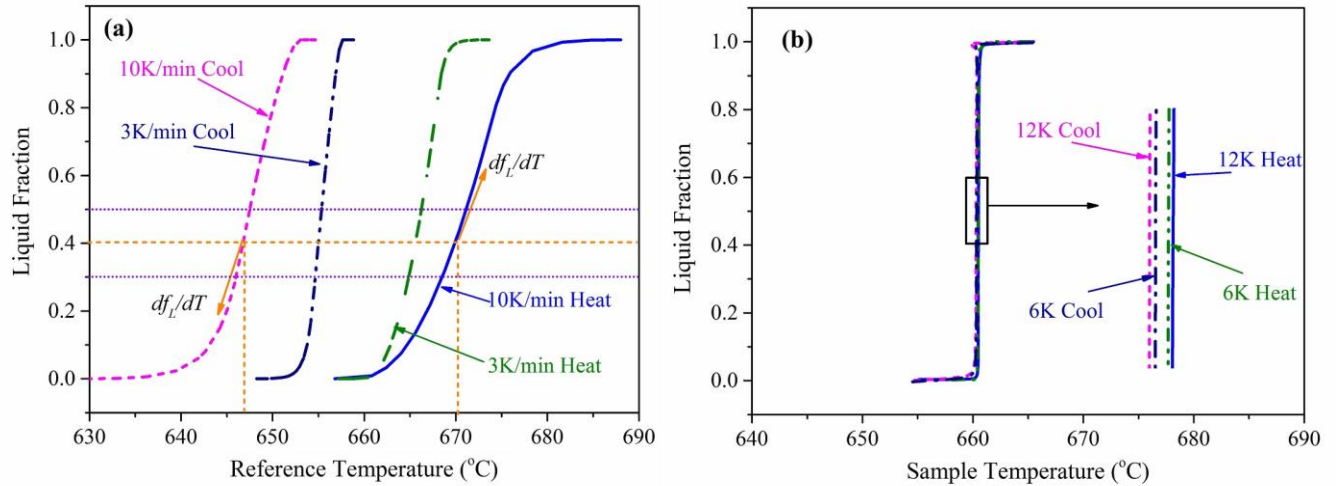 (a)
1.0
0.8
0.6
0.4
0.2
0.0
Liquid Fraction
10K/min Cool
3K/min Cool
df_L/dT
df_L/dT
10K/min Heat
3K/min Heat
630 640 650 660 670 680 690
Reference Temperature (°C)
(b)
1.0
0.8
0.6
0.4
0.2
0.0
Liquid Fraction
12K Cool
12K Heat
6K Cool
6K Heat
640 650 660 670 680 690
Sample Temperature (°C)